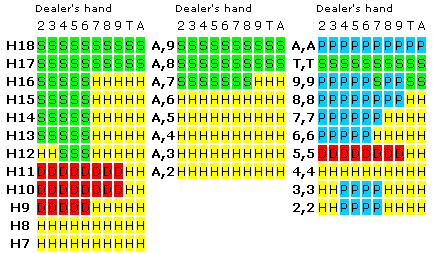 Dealer's hand Dealer's hand Dealer's hand
23456789TA 23456789TA 23456789TA
H18 SSSSSSSSSS A,9 SSSSSSSSSS A,A PPPPPPPPPP
H17 SSSSSSSSSS A,8 SSSSSSSSSS T,T SSSSSSSSSS
H16 SSSSSHHHHH A,7 SSSSSSSHHH 9,9 PPPPPSPPSS
H15 SSSSSHHHHH A,6 HHHHHHHHHH 8,8 PPPPPPPPHH
H14 SSSSSHHHHH A,5 HHHHHHHHHH 7,7 PPPPPPHHHH
H13 SSSSSHHHHH A,4 HHHHHHHHHH 6,6 PPPPPHHHHH
H12 HHSSSHHHHH A,3 HHHHHHHHHH 5,5 DDDDDDDDHH
H11 DDDDDDDDHH A,2 HHHHHHHHHH 4,4 HHHHHHHHHH
H10 DDDDDDDDHH 3,3 HHPPPPHHHH
H9 DDDDDHHHHH 2,2 HHPPPPHHHH
H8 HHHHHHHHHH
H7 HHHHHHHHHH